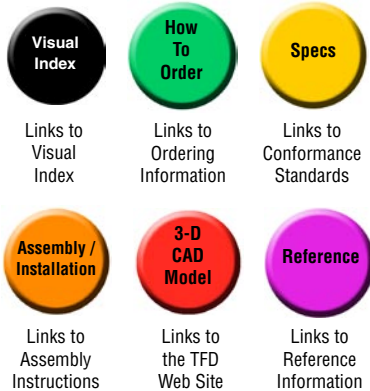 Visual
Index
How
To
Order
Specs
Links to
Visual
Index
Links to
Ordering
Information
Links to
Conformance
Standards
Assembly /
Installation
3-D
CAD
Model
Reference
Links to
Assembly
Instructions
Links to
the TFD
Web Site
Links to
Reference
Information